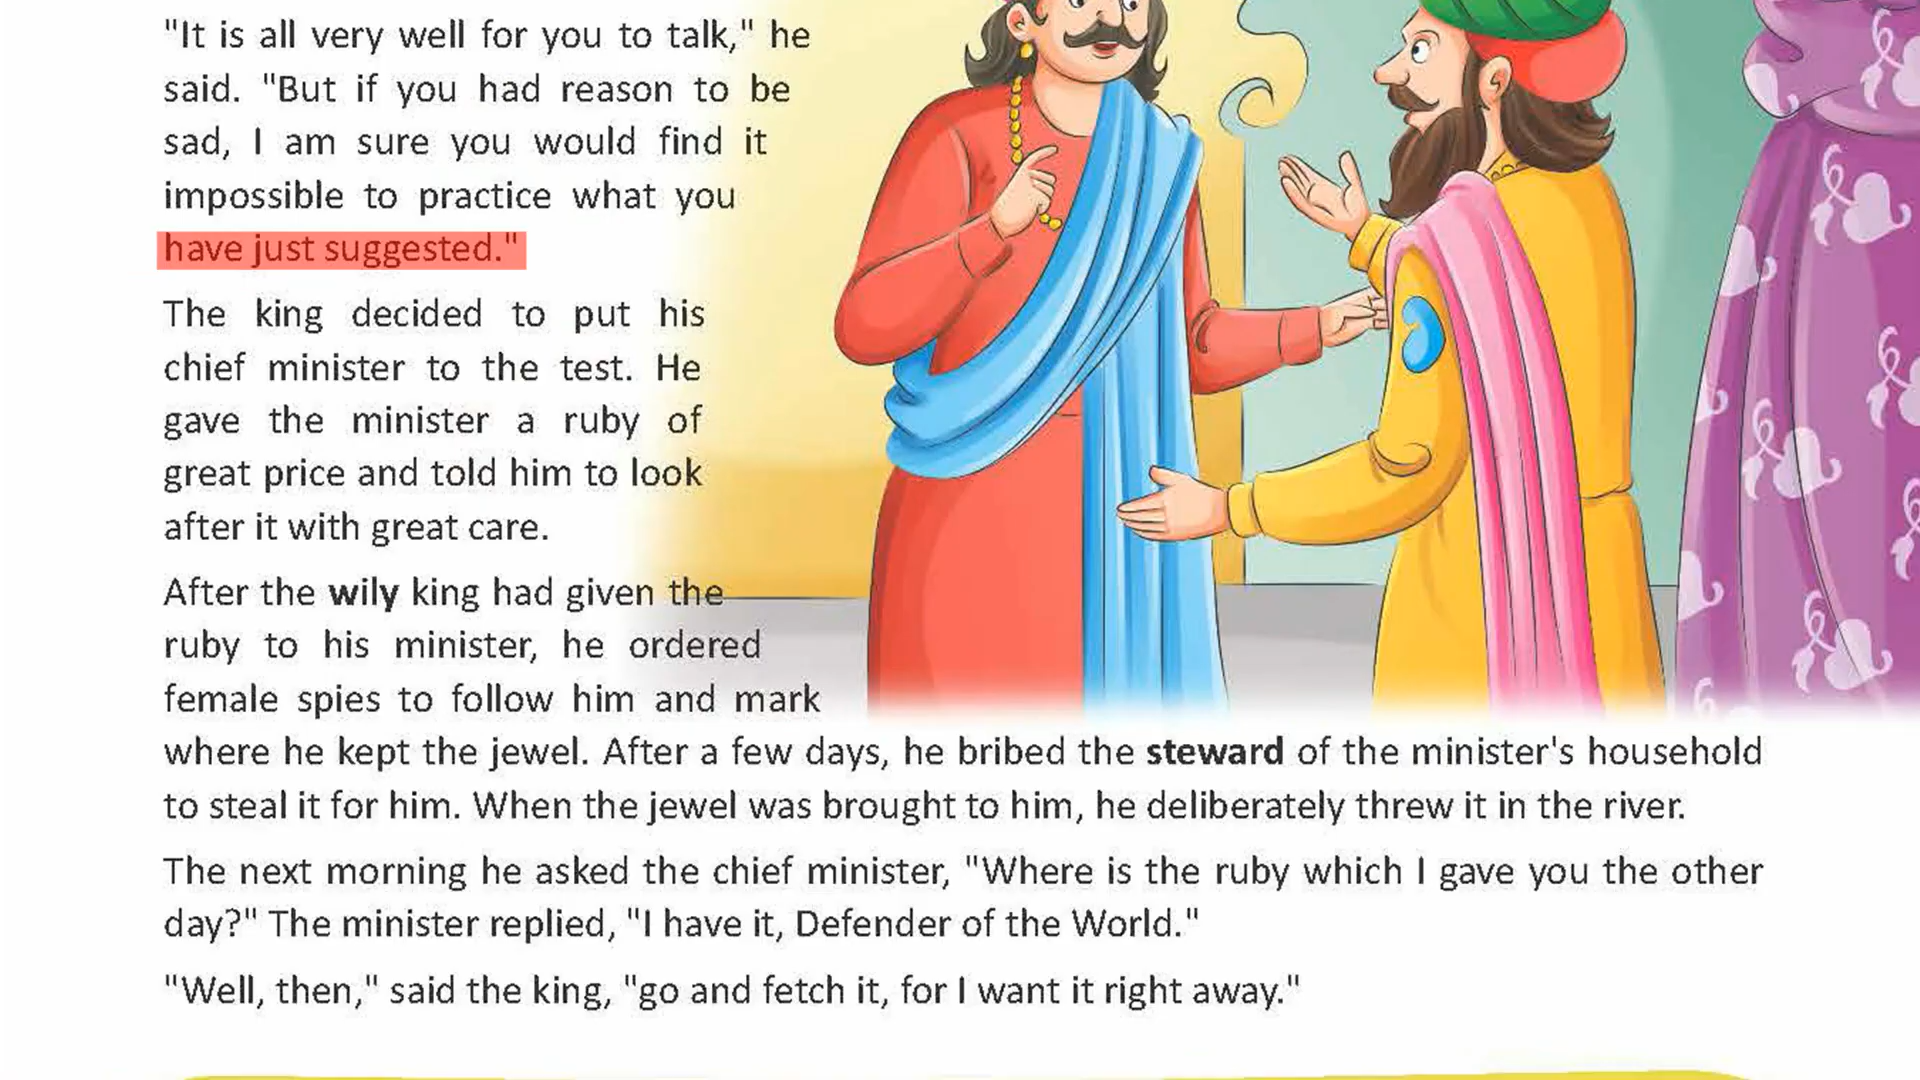 "It is all very well for you to talk," he
said. "But if you had reason to be
sad, I am sure you would find it
impossible to practice what you
have just suggested."
The king decided to put his
chief minister to the test. He
gave the minister a ruby of
great price and told him to look
after it with great care.
After the wily king had given the
ruby to his minister, he ordered
female spies to follow him and mark
where he kept the jewel. After a few days, he bribed the steward of the minister's household
to steal it for him. When the jewel was brought to him, he deliberately threw it in the river.
The next morning he asked the chief minister, "Where is the ruby which I gave you the other
day?" The minister replied, "I have it, Defender of the World."
"Well, then," said the king, "go and fetch it, for I want it right away."